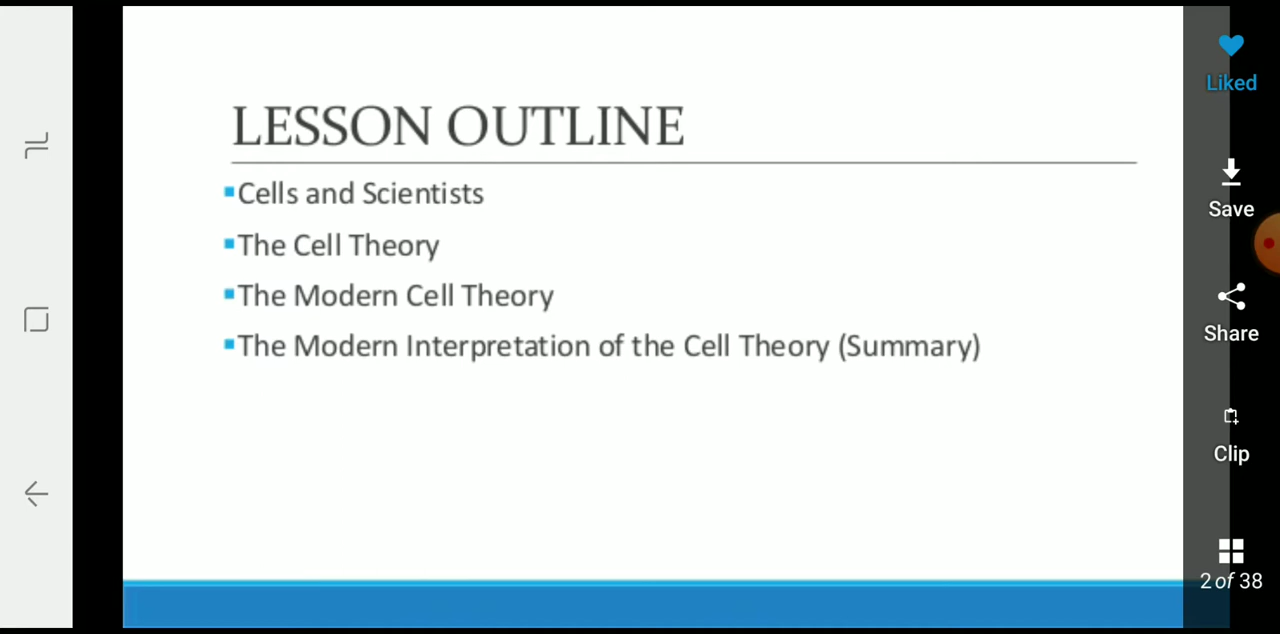 LESSON OUTLINE
Cells and Scientists
The Cell Theory
The Modern Cell Theory
The Modern Interpretation of the Cell Theory (Summary)
Liked
Save
Share
Clip
2 of 38